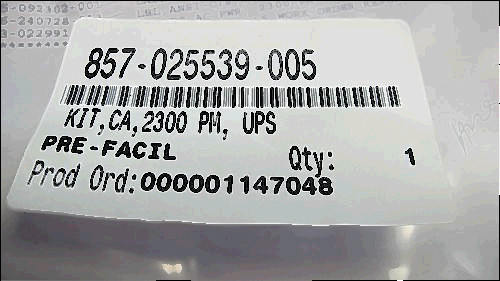 857-025539-005
KIT,CA,2300 PM, UPS
PRE-FACIL
Qty: 1
Prod Ord:000001147048